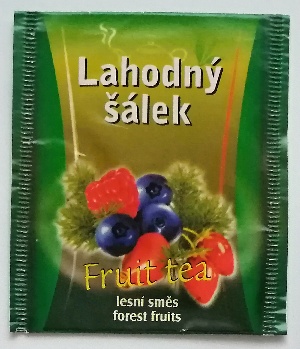 Lahodný
šálek
Fruit tea
lesní směs
forest fruits